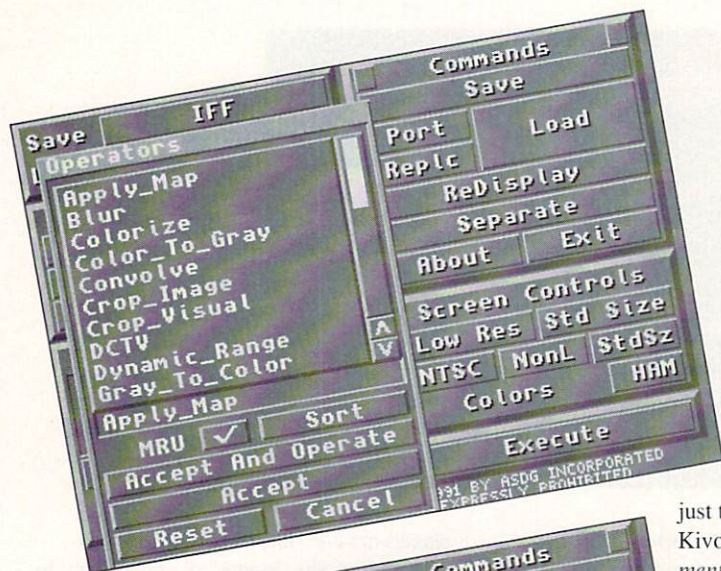 Save IFF
Operators
Apply_Map
Blur
Colorize
Color_To_Gray
Convolve
Crop_Image
Crop_Visual
DCTV
Dynamic_Range
Gray_To_Color
Apply_Map
MRU Sort
Accept And Operate
Accept
Reset Cancel
Commands
Save
Port Load
Replc
ReDisplay
Separate
About Exit
Screen Controls
Low Res Std Size
NTSC NonL StdSz
Colors HAM
Execute
991 BY ASDG INCORPORATED
EXPRESSLY PROHIBITED
just t
Kivo
man
Commands